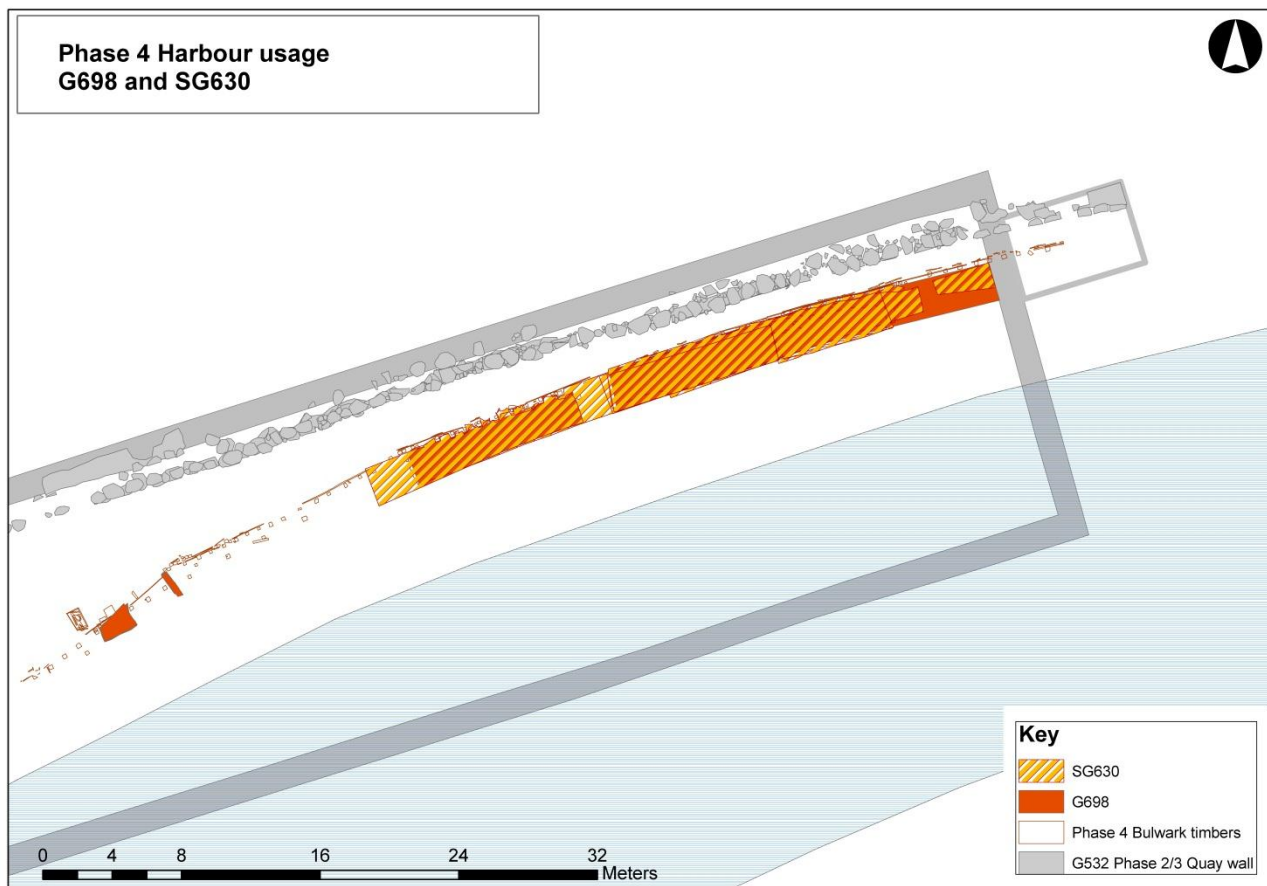 Phase 4 Harbour usage
G698 and SG630
Key
SG630
G698
Phase 4 Bulwark timbers
G532 Phase 2/3 Quay wall
0 4 8 16 24 32
Meters